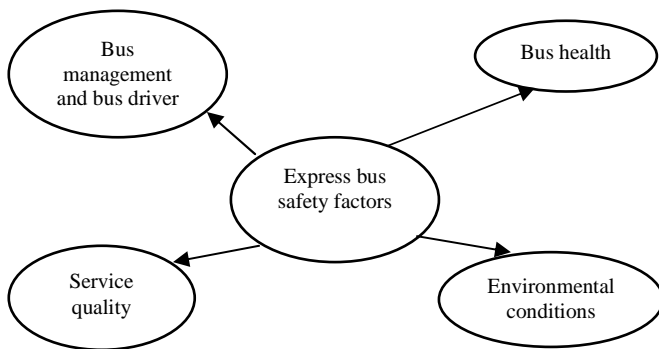 Bus
management
and bus driver
Bus health
Express bus
safety factors
Service
quality
Environmental
conditions